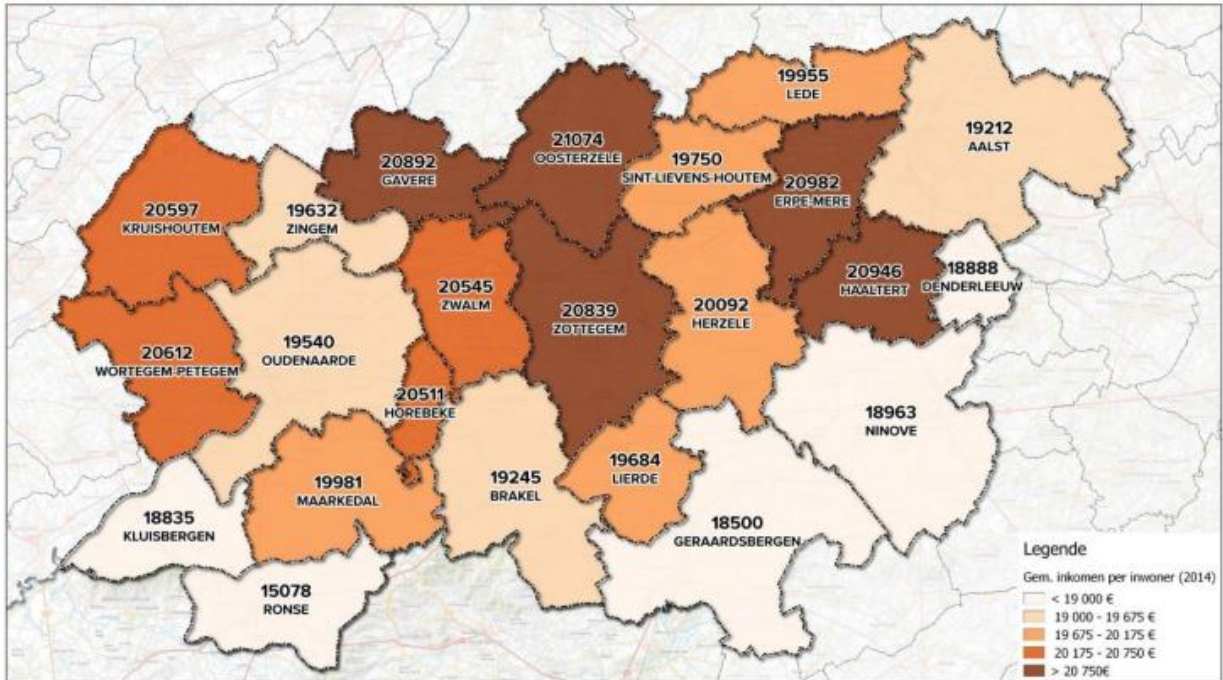 19955
LEDE
19212
AALST
21074
OOSTERZELE
20892
GAVERE
19750
SINT-LIEVENS-HOUTEM
20982
ERPE-MERE
20597
KRUISHOUTEM
19632
ZINGEM
20946
HAALTERT
18888
DENDERLEEUW
20545
ZWALM
20839
ZOTTEGEM
20092
HERZELE
19540
OUDENAARDE
20612
WORTEGEM-PETEGEM
20511
HOREBEKE
18963
NINOVE
19684
LIERDE
19245
BRAKEL
19981
MAARKEDAL
18835
KLUISBERGEN
18500
GERAARDSBERGEN
15078
RONSE
Legende
Gem. inkomen per inwoner (2014)
< 19 000 €
19 000 - 19 675 €
19 675 - 20 175 €
20 175 - 20 750 €
> 20 750€